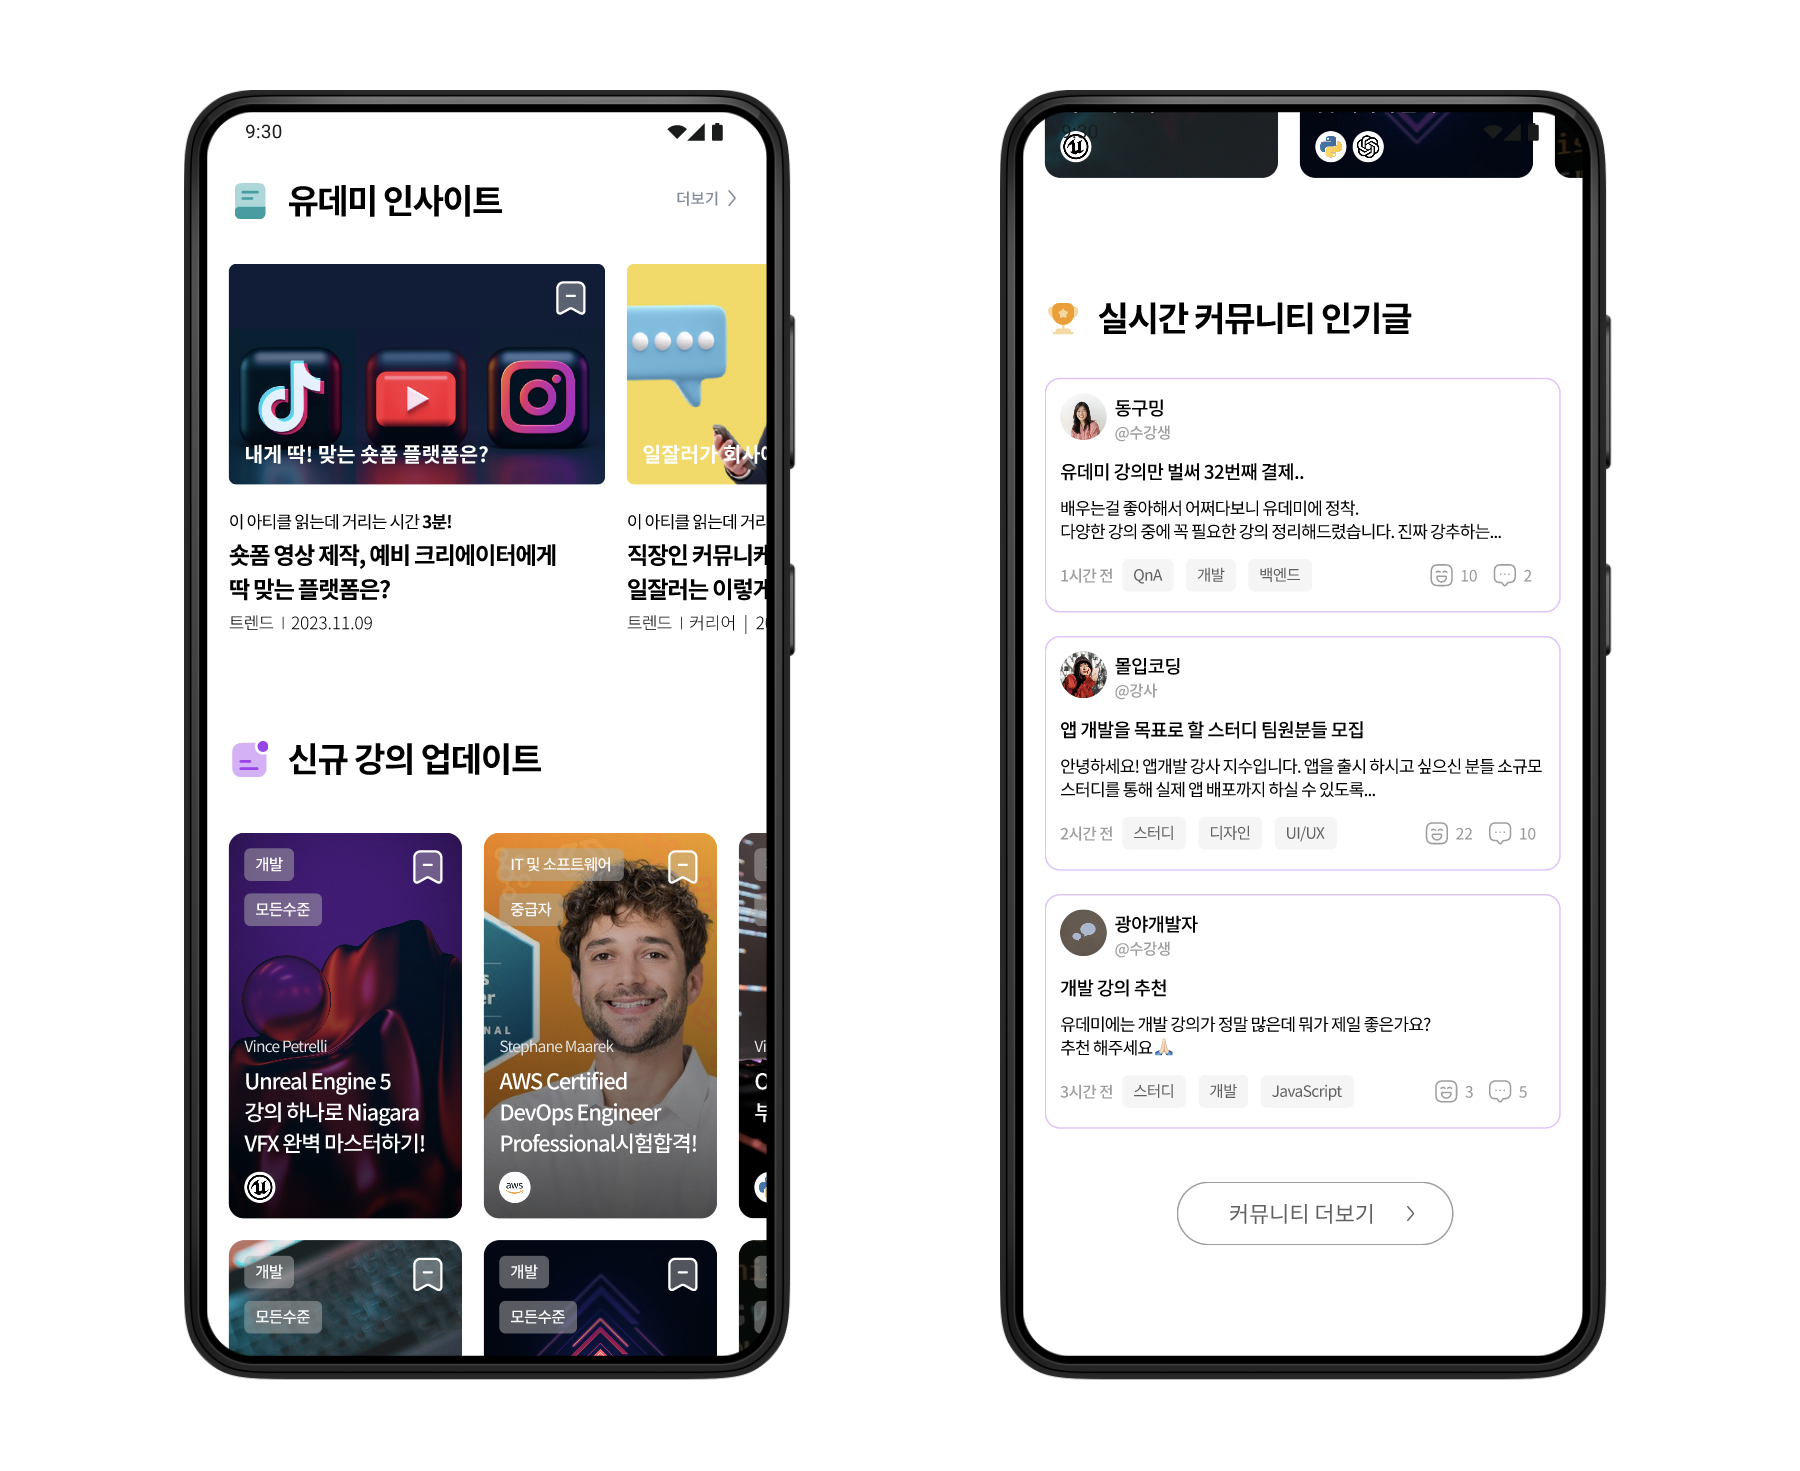 9:30
유데미 인사이트
더보기
내게 딱! 맞는 숏폼 플랫폼은?
일잘러가 회사
이 아티클 읽는데 거리는 시간 3분!
숏폼 영상 제작, 예비 크리에이터에게
딱 맞는 플랫폼은?
트렌드 | 2023.11.09
이 아티클 읽는데 거리
직장인 커뮤니케
일잘러는 이렇게
트렌드 | 커리어 | 20
신규 강의 업데이트
개발
모든수준
Vince Petrelli
Unreal Engine 5
강의 하나로 Niagara
VFX 완벽 마스터하기!
IT 및 소프트웨어
중급자
NAL
Stephane Maarek
AWS Certified
DevOps Engineer
Professional시험합격!
aws
Vi
개발
모든수준
개발
모든수준
9:30
실시간 커뮤니티 인기글
동구밍
@수강생
유데미 강의만 벌써 32번째 결제..
배우는걸 좋아해서 어쩌다보니 유데미에 정착.
다양한 강의 중에 꼭 필요한 강의 정리해드렸습니다. 진짜 강추하는...
1시간 전 QnA 개발 백엔드 10 2
몰입코딩
@강사
앱 개발을 목표로 할 스터디 팀원분들 모집
안녕하세요! 앱개발 강사 지수입니다. 앱을 출시 하시고 싶으신 분들 소규모
스터디를 통해 실제 앱 배포까지 하실 수 있도록...
2시간 전 스터디 디자인 UI/UX 22 10
광야개발자
@수강생
개발 강의 추천
유데미에는 개발 강의가 정말 많은데 뭐가 제일 좋은가요?
추천 해주세요🙏🏻
3시간 전 스터디 개발 JavaScript 3 5
커뮤니티 더보기